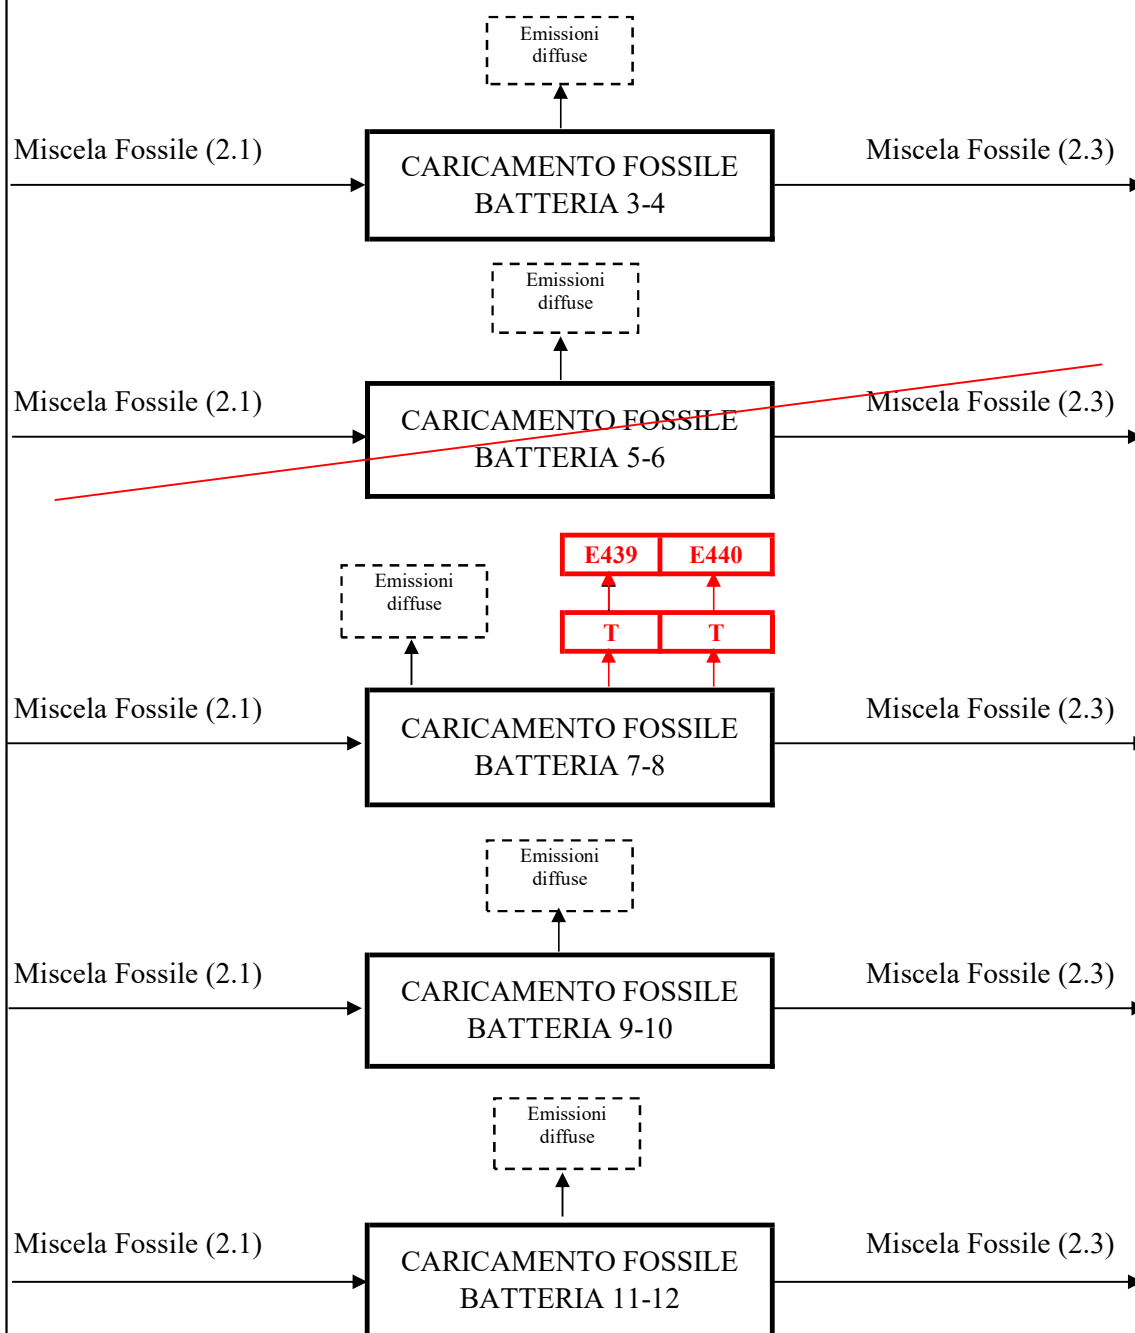 Emissioni
diffuse
Miscela Fossile (2.1)
CARICAMENTO FOSSILE
BATTERIA 3-4
Miscela Fossile (2.3)
Emissioni
diffuse
Miscela Fossile (2.1)
CARICAMENTO FOSSILE
BATTERIA 5-6
Miscela Fossile (2.3)
E439 E440
Emissioni
diffuse
T T
Miscela Fossile (2.1)
CARICAMENTO FOSSILE
BATTERIA 7-8
Miscela Fossile (2.3)
Emissioni
diffuse
Miscela Fossile (2.1)
CARICAMENTO FOSSILE
BATTERIA 9-10
Miscela Fossile (2.3)
Emissioni
diffuse
Miscela Fossile (2.1)
CARICAMENTO FOSSILE
BATTERIA 11-12
Miscela Fossile (2.3)